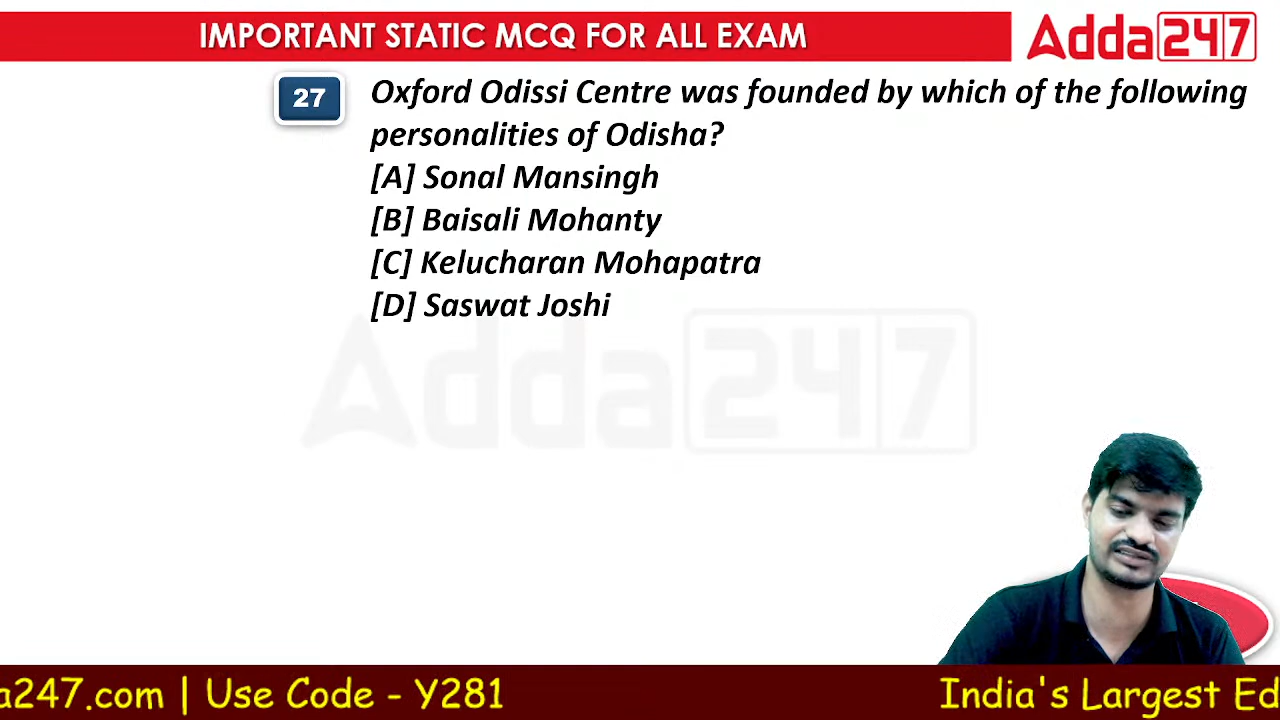 IMPORTANT STATIC MCQ FOR ALL EXAM
Adda247
27
Oxford Odissi Centre was founded by which of the following
personalities of Odisha?
[A] Sonal Mansingh
[B] Baisali Mohanty
[C] Kelucharan Mohapatra
[D] Saswat Joshi
Adda247
a247.com | Use Code - Y281
India's Largest Ed